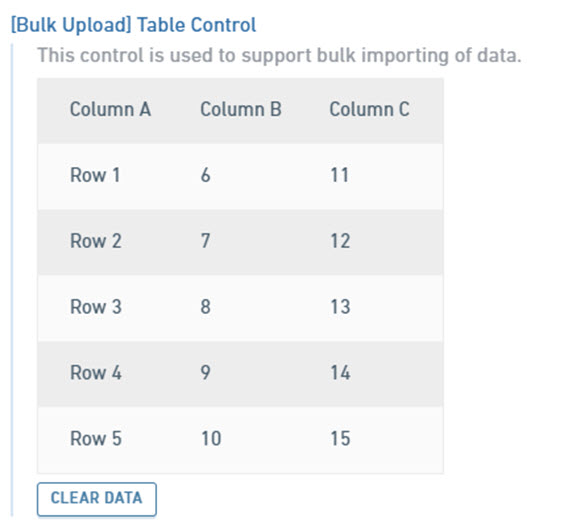 [Bulk Upload] Table Control
This control is used to support bulk importing of data.
Column A Column B Column C
Row 1 6 11
Row 2 7 12
Row 3 8 13
Row 4 9 14
Row 5 10 15
CLEAR DATA